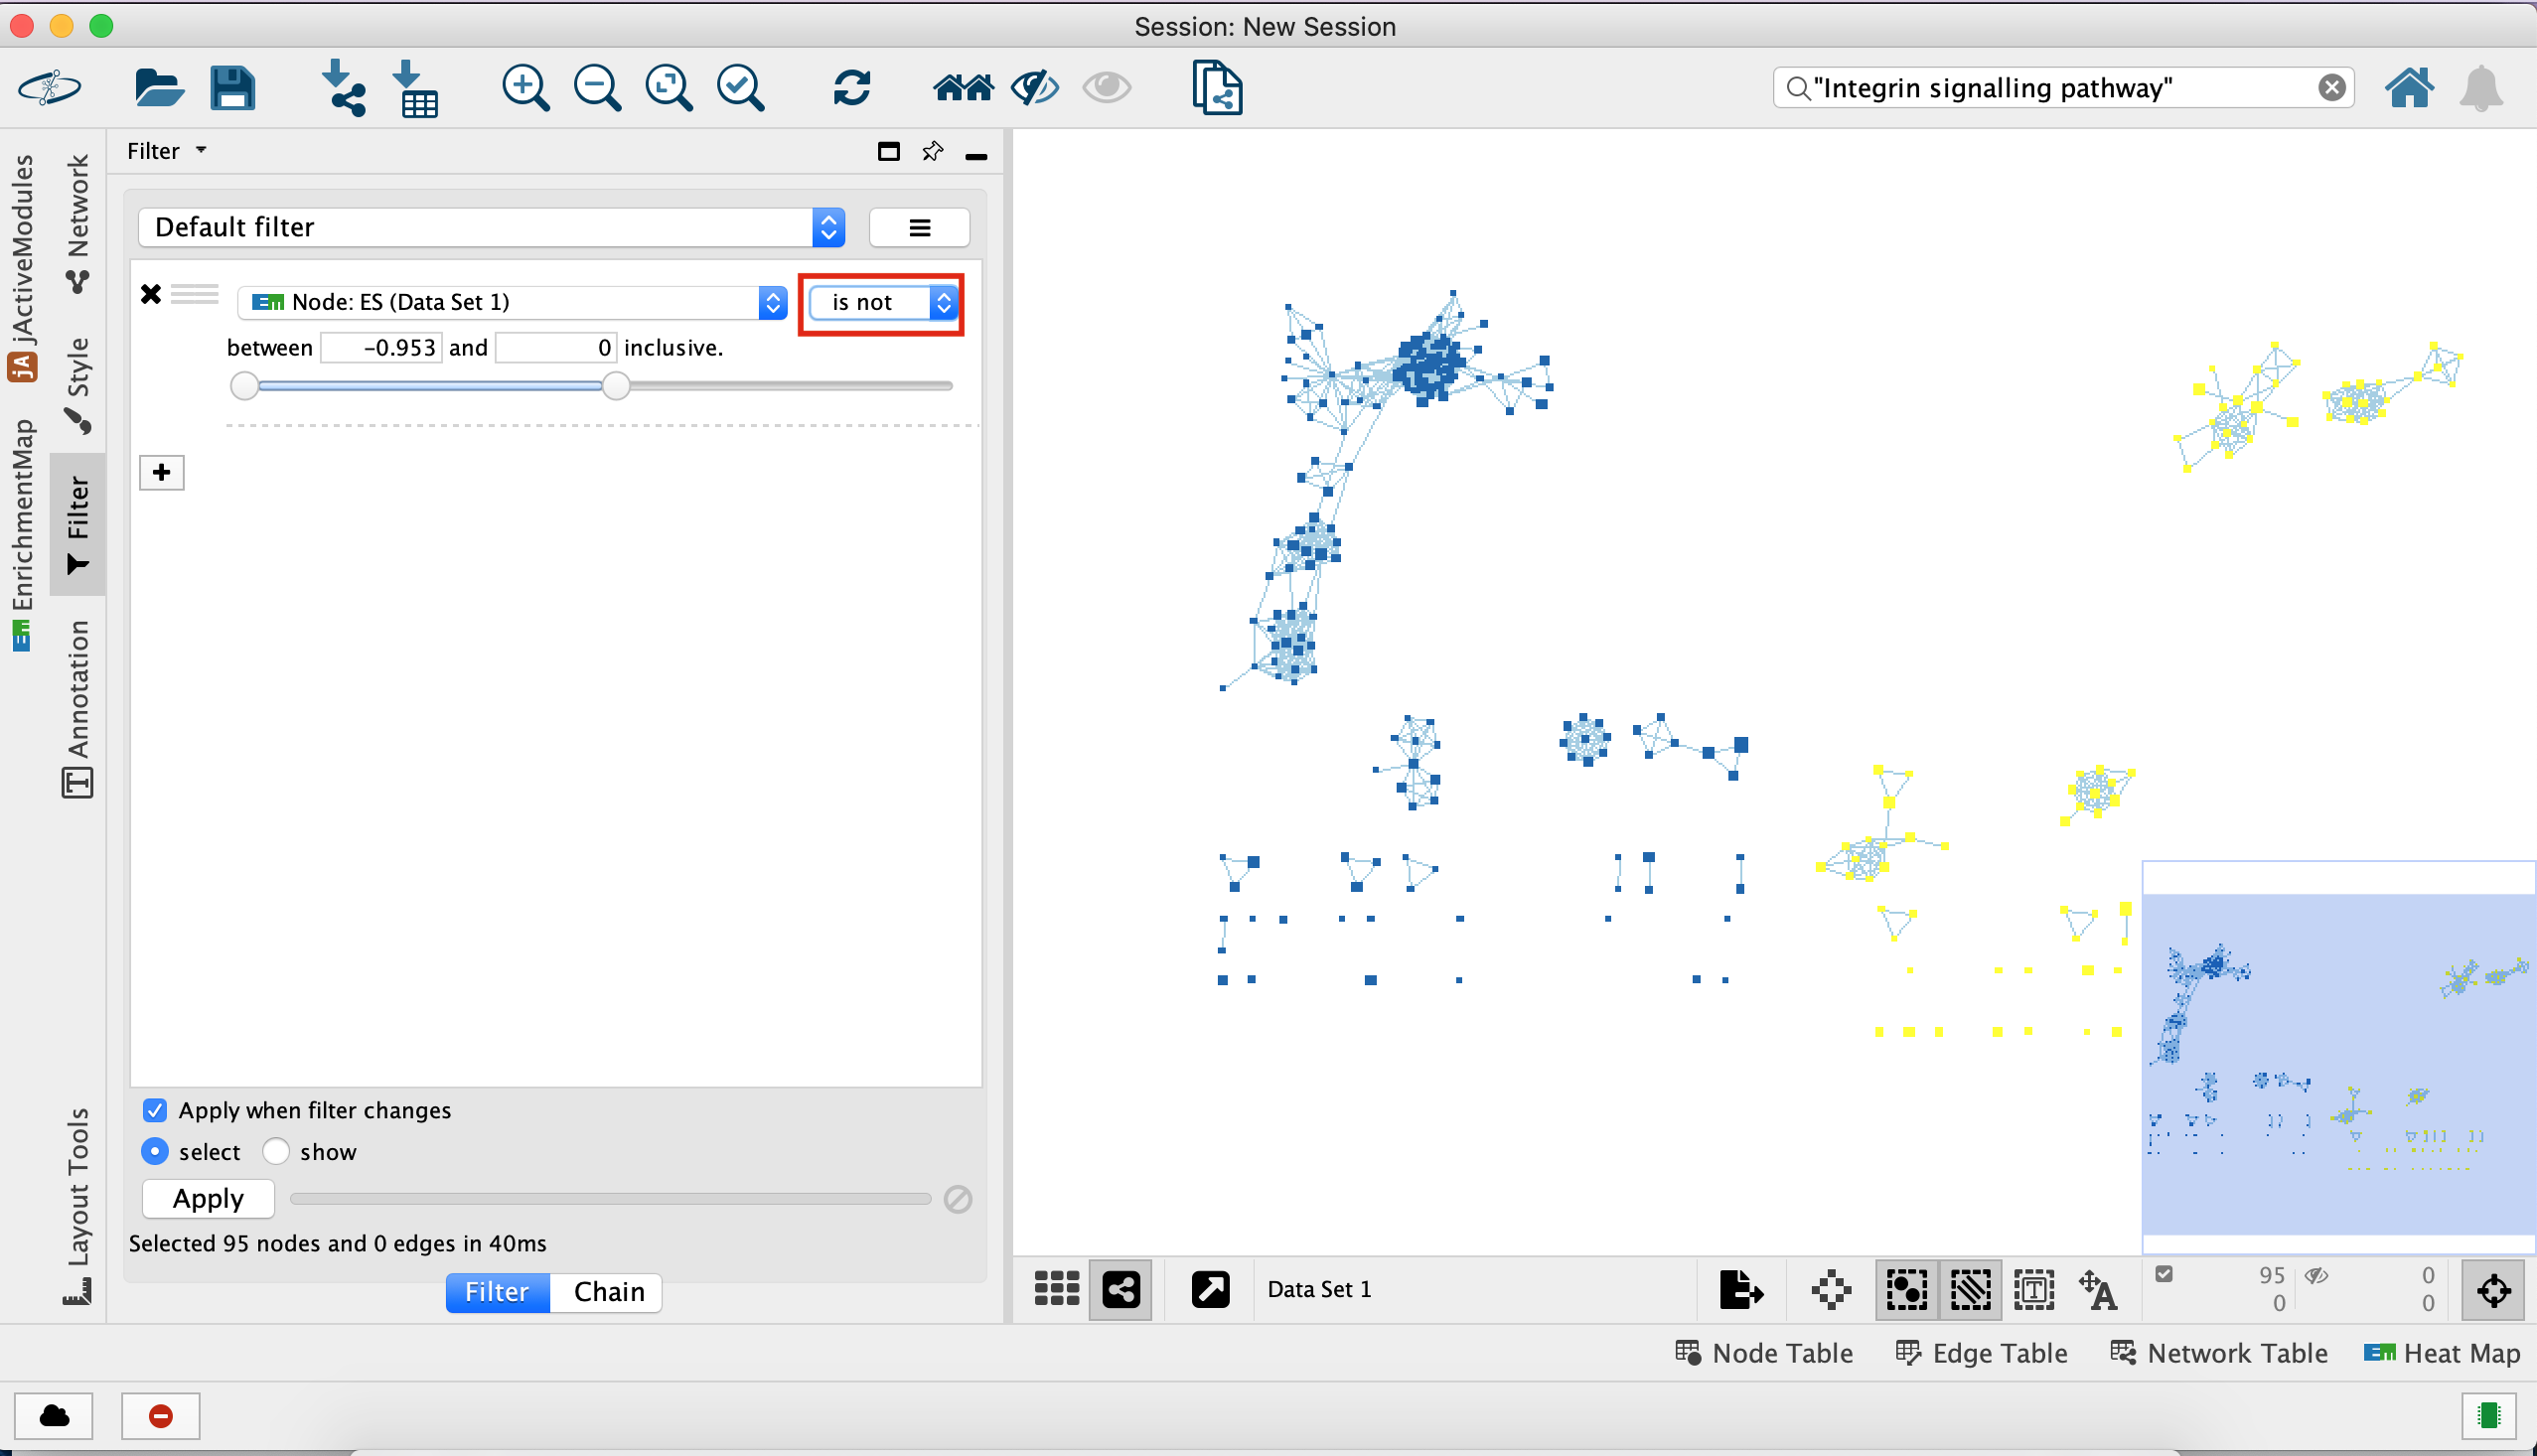 Session: New Session
"Integrin signalling pathway"
jActiveModules
EnrichmentMap
Network
Style
Filter
Annotation
Layout Tools
Filter
Default filter
Node: ES (Data Set 1)
is not
between -0.953 and 0 inclusive.
Apply when filter changes
select show
Apply
Selected 95 nodes and 0 edges in 40ms
Filter Chain
Data Set 1
95 0
0 0
Node Table Edge Table Network Table Heat Map